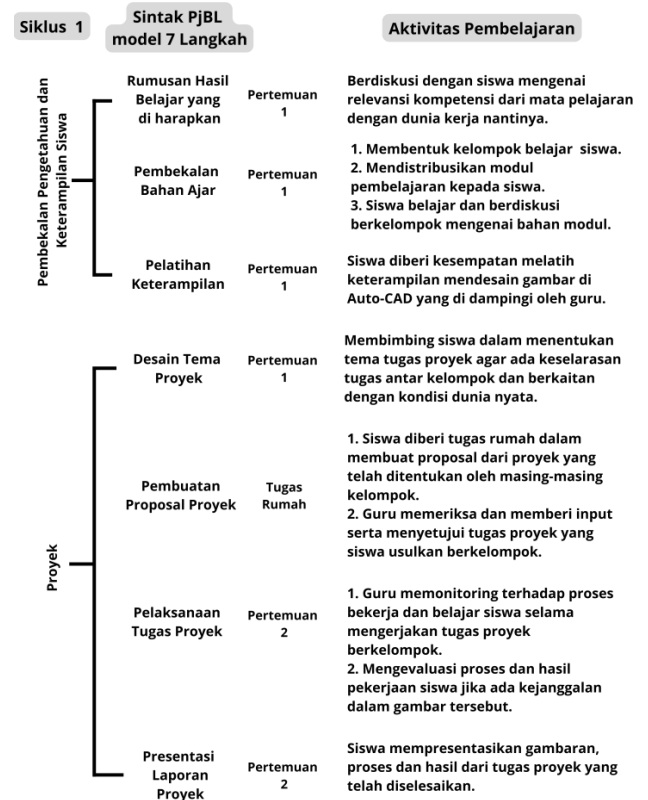 Siklus 1
Sintak PjBL
model 7 Langkah
Aktivitas Pembelajaran
Pembekalan Pengetahuan dan
Keterampilan Siswa
Rumusan Hasil
Belajar yang
di harapkan
Pertemuan
1
Berdiskusi dengan siswa mengenai
relevansi kompetensi dari mata pelajaran
dengan dunia kerja nantinya.
Pembekalan
Bahan Ajar
Pertemuan
1
1. Membentuk kelompok belajar siswa.
2. Mendistribusikan modul
pembelajaran kepada siswa.
3. Siswa belajar dan berdiskusi
berkelompok mengenai bahan modul.
Pelatihan
Keterampilan
Pertemuan
1
Siswa diberi kesempatan melatih
keterampilan mendesain gambar di
Auto-CAD yang di dampingi oleh guru.
Proyek
Desain Tema
Proyek
Pertemuan
1
Membimbing siswa dalam menentukan
tema tugas proyek agar ada keselarasan
tugas antar kelompok dan berkaitan
dengan kondisi dunia nyata.
Pembuatan
Proposal Proyek
Tugas
Rumah
1. Siswa diberi tugas rumah dalam
membuat proposal dari proyek yang
telah ditentukan oleh masing-masing
kelompok.
2. Guru memeriksa dan memberi input
serta menyetujui tugas proyek yang
siswa usulkan berkelompok.
Pelaksanaan
Tugas Proyek
Pertemuan
2
1. Guru memonitoring terhadap proses
bekerja dan belajar siswa selama
mengerjakan tugas proyek
berkelompok.
2. Mengevaluasi proses dan hasil
pekerjaan siswa jika ada kejanggalan
dalam gambar tersebut.
Presentasi
Laporan
Proyek
Pertemuan
2
Siswa mempresentasikan gambaran,
proses dan hasil dari tugas proyek yang
telah diselesaikan.